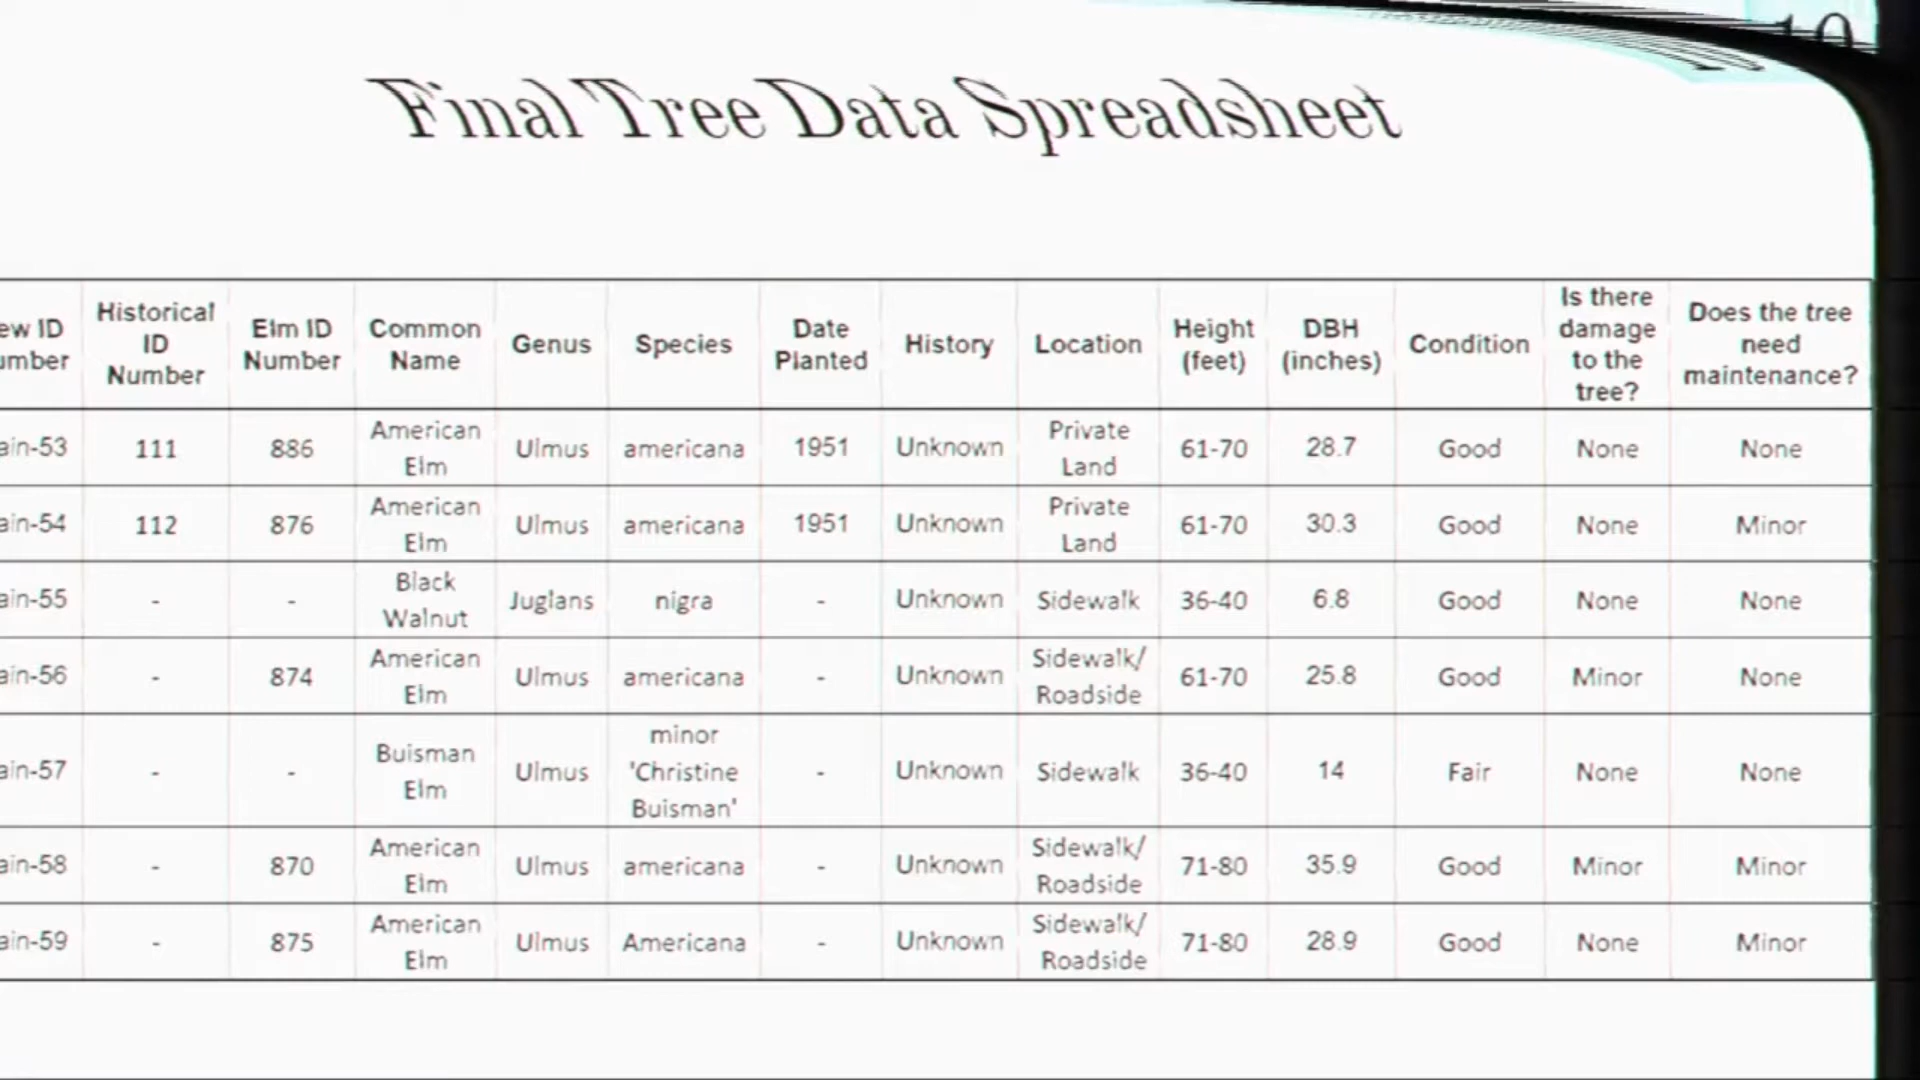 10
Final Tree Data Spreadsheet
ew ID umber Historical ID Number Elm ID Number Common Name Genus Species Date Planted History Location Height (feet) DBH (inches) Condition Is there damage to the tree? Does the tree need maintenance?
ain-53 111 886 American Elm Ulmus americana 1951 Unknown Private Land 61-70 28.7 Good None None
ain-54 112 876 American Elm Ulmus americana 1951 Unknown Private Land 61-70 30.3 Good None Minor
ain-55 - - Black Walnut Juglans nigra - Unknown Sidewalk 36-40 6.8 Good None None
ain-56 - 874 American Elm Ulmus americana - Unknown Sidewalk/ Roadside 61-70 25.8 Good Minor None
ain-57 - - Buisman Elm Ulmus minor 'Christine Buisman' - Unknown Sidewalk 36-40 14 Fair None None
ain-58 - 870 American Elm Ulmus americana - Unknown Sidewalk/ Roadside 71-80 35.9 Good Minor Minor
ain-59 - 875 American Elm Ulmus Americana - Unknown Sidewalk/ Roadside 71-80 28.9 Good None Minor